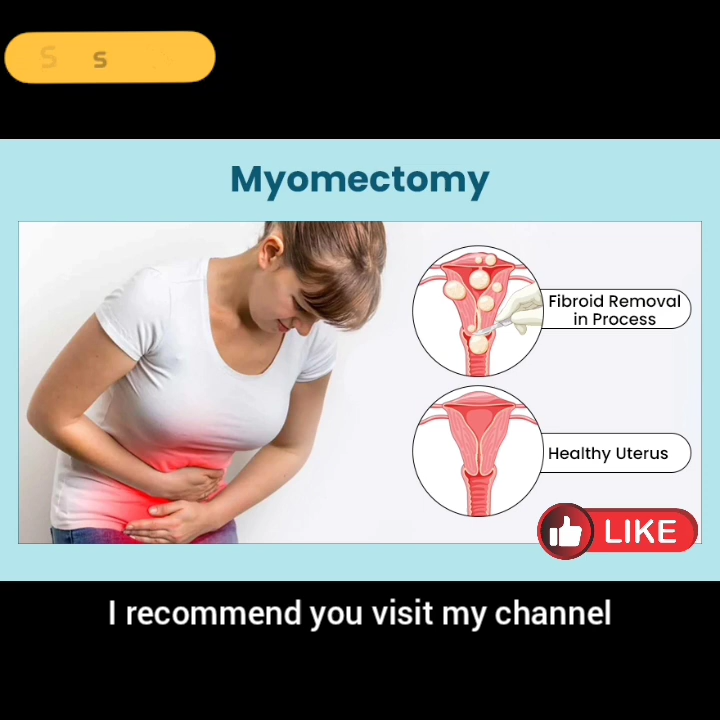 S s
Myomectomy
Fibroid Removal
in Process
Healthy Uterus
LIKE
I recommend you visit my channel